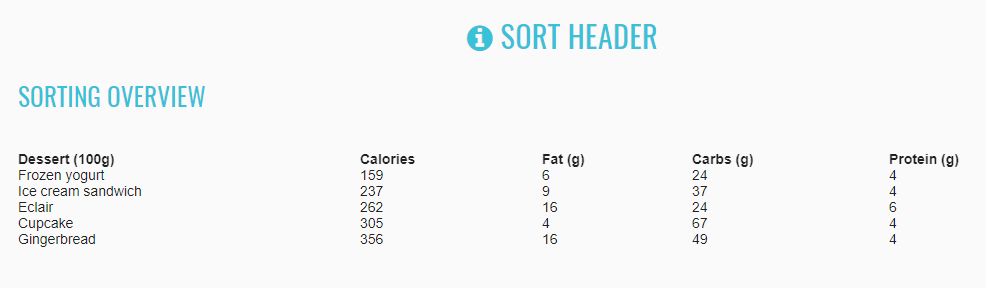 SORT HEADER
SORTING OVERVIEW
Dessert (100g) Calories Fat (g) Carbs (g) Protein (g)
Frozen yogurt 159 6 24 4
Ice cream sandwich 237 9 37 4
Eclair 262 16 24 6
Cupcake 305 4 67 4
Gingerbread 356 16 49 4